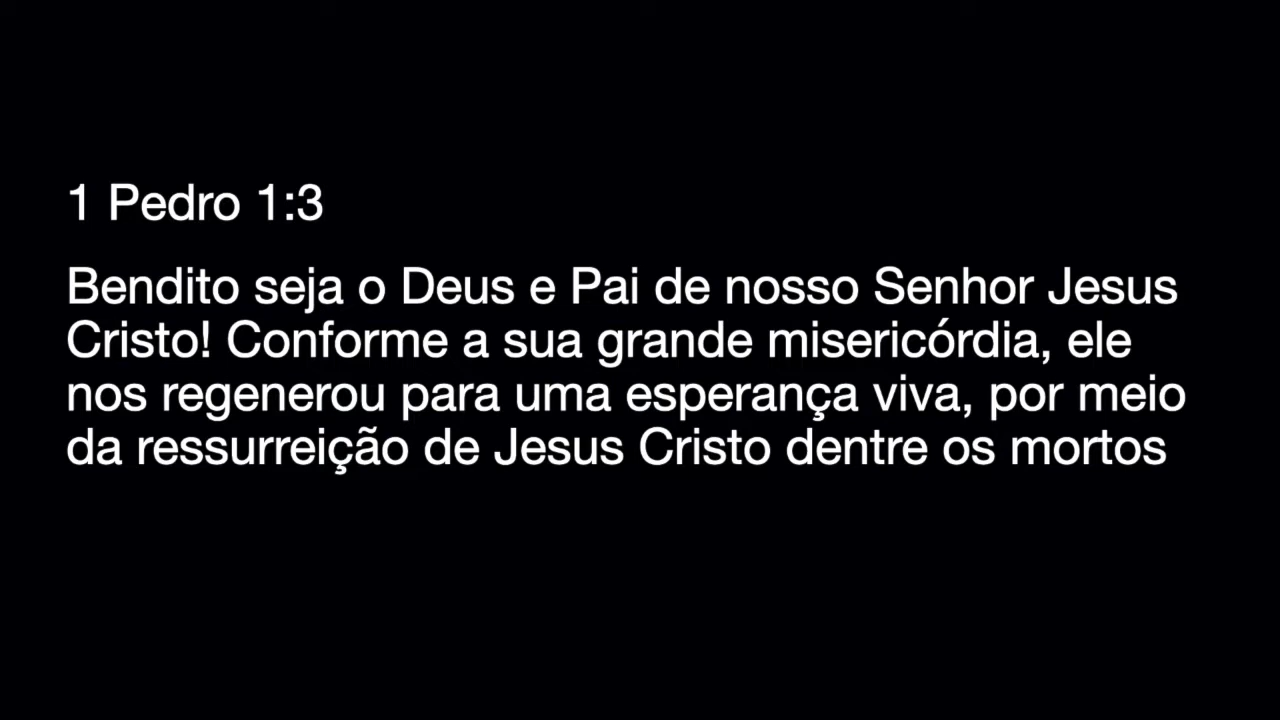 1 Pedro 1:3
Bendito seja o Deus e Pai de nosso Senhor Jesus
Cristo! Conforme a sua grande misericórdia, ele
nos regenerou para uma esperança viva, por meio
da ressurreição de Jesus Cristo dentre os mortos